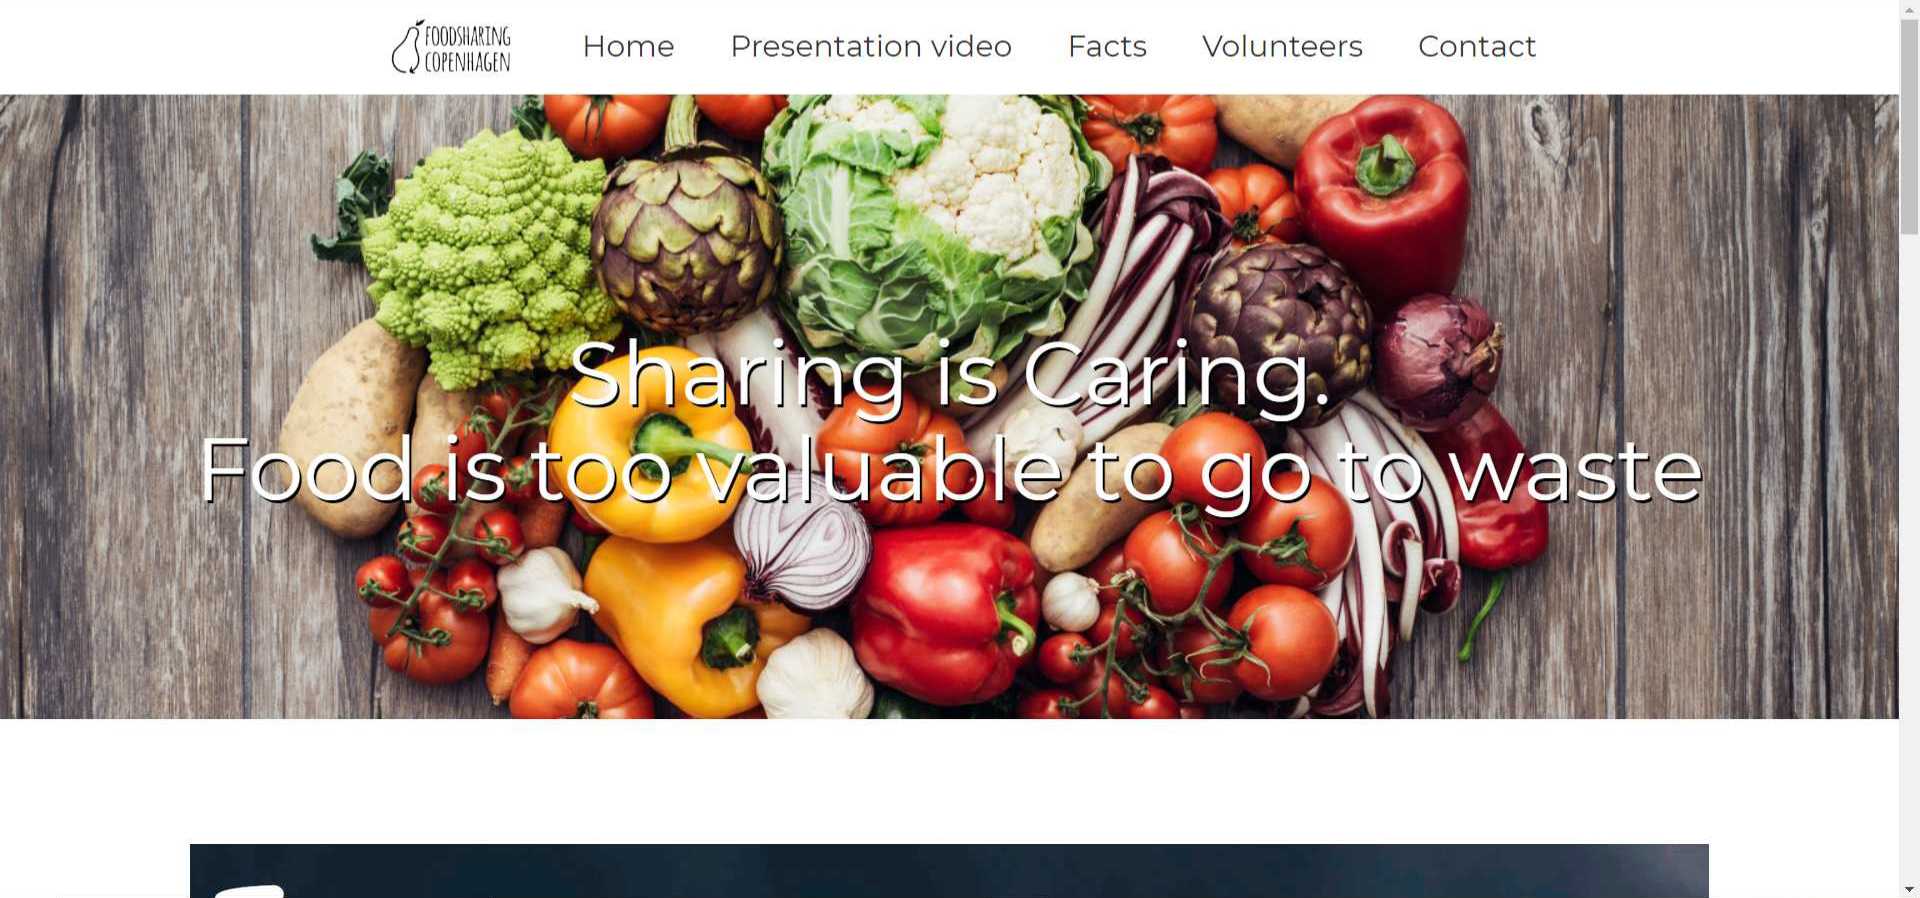 FOODSHARING
COPENHAGEN
Home Presentation video Facts Volunteers Contact
Sharing is Caring.
Food is too valuable to go to waste